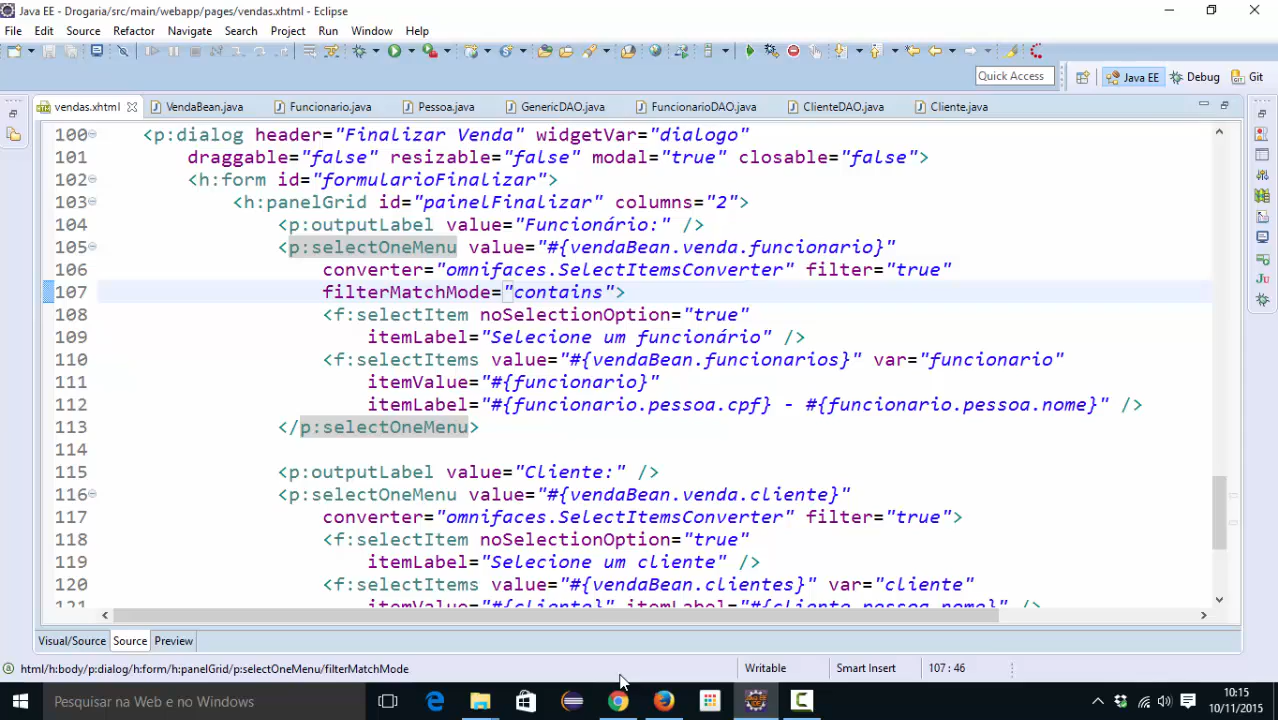 Java EE - Drogaria/src/main/webapp/pages/vendas.xhtml - Eclipse
File Edit Source Refactor Navigate Search Project Run Window Help
Quick Access Java EE Debug Git
vendas.xhtml VendaBean.java Funcionario.java Pessoa.java GenericDAO.java FuncionarioDAO.java ClienteDAO.java Cliente.java
100 <p:dialog header="Finalizar Venda" widgetVar="dialogo"
101 draggable="false" resizable="false" modal="true" closable="false">
102 <h:form id="formularioFinalizar">
103 <h:panelGrid id="painelFinalizar" columns="2">
104 <p:outputLabel value="Funcionário:" />
105 <p:selectOneMenu value="#{vendaBean.venda.funcionario}"
106 converter="omnifaces.SelectItemsConverter" filter="true"
107 filterMatchMode="contains">
108 <f:selectItem noSelectionOption="true"
109 itemLabel="Selecione um funcionário" />
110 <f:selectItems value="#{vendaBean.funcionarios}" var="funcionario"
111 itemValue="#{funcionario}"
112 itemLabel="#{funcionario.pessoa.cpf} - #{funcionario.pessoa.nome}" />
113 </p:selectOneMenu>
114
115 <p:outputLabel value="Cliente:" />
116 <p:selectOneMenu value="#{vendaBean.venda.cliente}"
117 converter="omnifaces.SelectItemsConverter" filter="true">
118 <f:selectItem noSelectionOption="true"
119 itemLabel="Selecione um cliente" />
120 <f:selectItems value="#{vendaBean.clientes}" var="cliente"
121 itemValue="#{cliente}" itemLabel="#{cliente.pessoa.nome}" />
Visual/Source Source Preview
html/h:body/p:dialog/h:form/h:panelGrid/p:selectOneMenu/filterMatchMode Writable Smart Insert 107 : 46
Pesquisar na Web e no Windows
10:15
10/11/2015